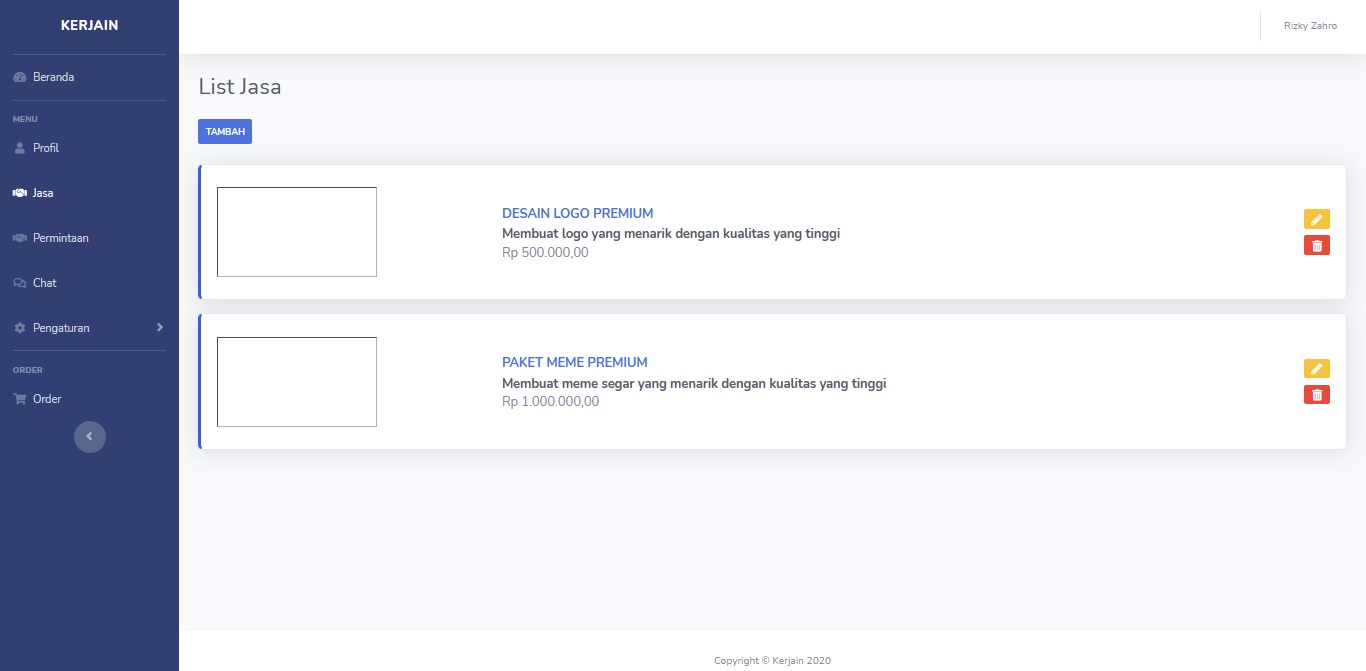 KERJAIN
Rizky Zahro
Beranda
MENU
Profil
Jasa
Permintaan
Chat
Pengaturan
ORDER
Order
List Jasa
TAMBAH
DESAIN LOGO PREMIUM
Membuat logo yang menarik dengan kualitas yang tinggi
Rp 500.000,00
PAKET MEME PREMIUM
Membuat meme segar yang menarik dengan kualitas yang tinggi
Rp 1.000.000,00
Copyright © Kerjain 2020